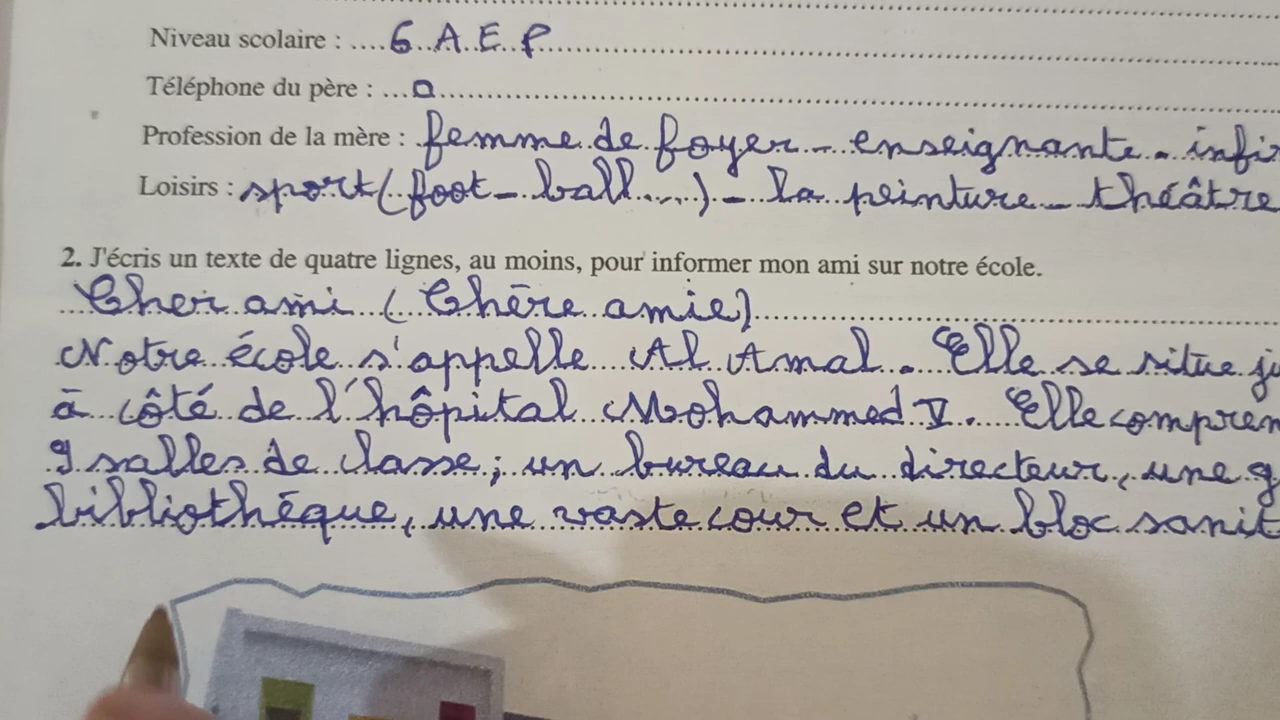 Niveau scolaire : .... 6 A.E.P
Téléphone du père : ... 0
Profession de la mère : femme de foyer - enseignante - infi
Loisirs : sport (foot-ball.....) - la peinture - théâtre
2. J'écris un texte de quatre lignes, au moins, pour informer mon ami sur notre école.
Cher ami (Chère amie)
Notre école s'appelle Al Amal. Elle se situe ju
à côté de l'hôpital Mohammed V. Elle compren
9 salles de classe; un bureau du directeur, une g
bibliothéque, une vaste cour et un bloc sanit